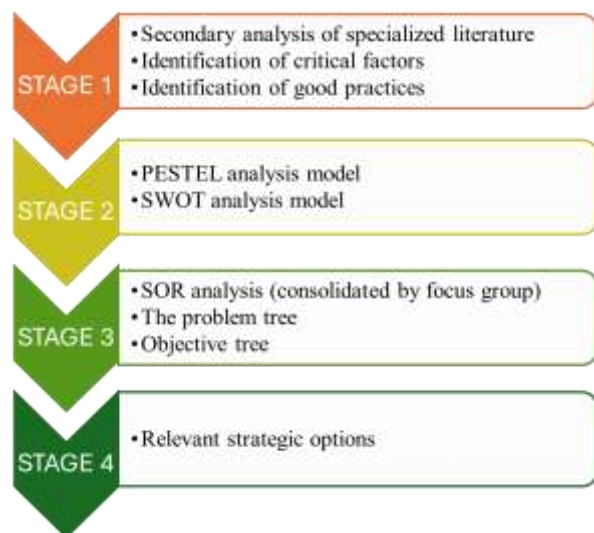 STAGE 1
•Secondary analysis of specialized literature
•Identification of critical factors
•Identification of good practices
STAGE 2
•PESTEL analysis model
•SWOT analysis model
STAGE 3
•SOR analysis (consolidated by focus group)
•The problem tree
•Objective tree
STAGE 4
•Relevant strategic options